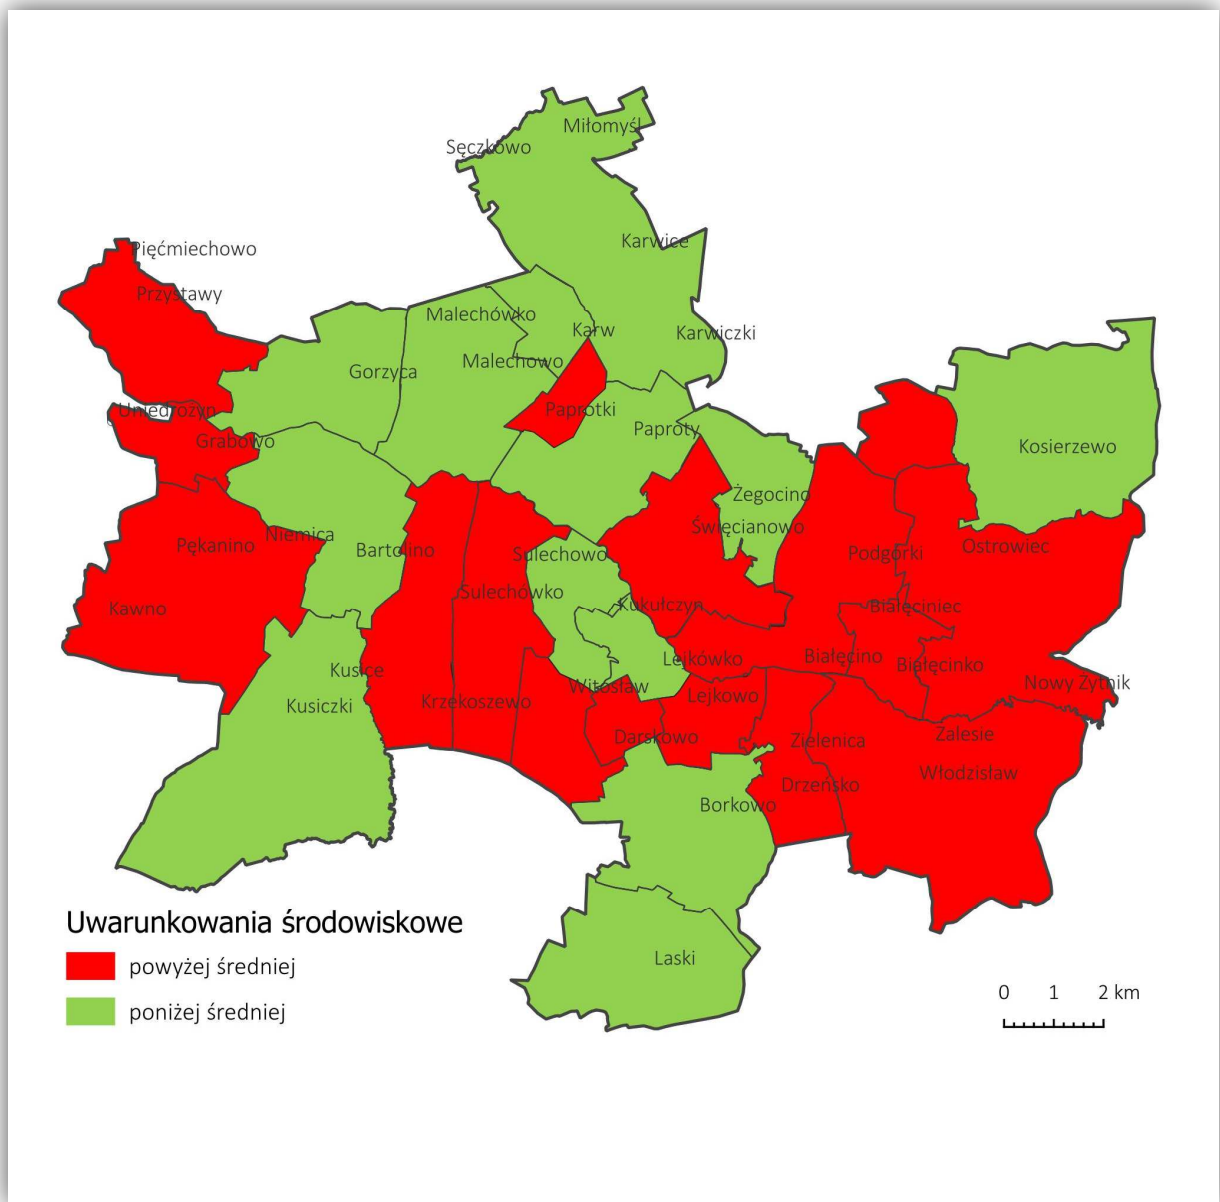 Miłomyśl
Sęczkowo
Karwice
Pięćmiechowo
Przystawy
Malechówko
Karw
Karwiczki
Malechowo
Gorzyca
Uniedrożyn
Paprotki
Paproty
Grabowo
Kosierzewo
Żegocino
Święcianowo
Niemica
Pękanino
Bartolino
Sulechowo
Podgórki
Ostrowiec
Sulechówko
Kawno
Kukułczyn
Białęciniec
Lejkówko
Białęcino
Białęcinko
Kusice
Witosław
Nowy Żytnik
Kusiczki
Krzekoszewo
Lejkowo
Darskowo
Zielenica
Zalesie
Włodzisław
Drzeńsko
Borkowo
Laski
Uwarunkowania środowiskowe
powyżej średniej
poniżej średniej
0 1 2 km